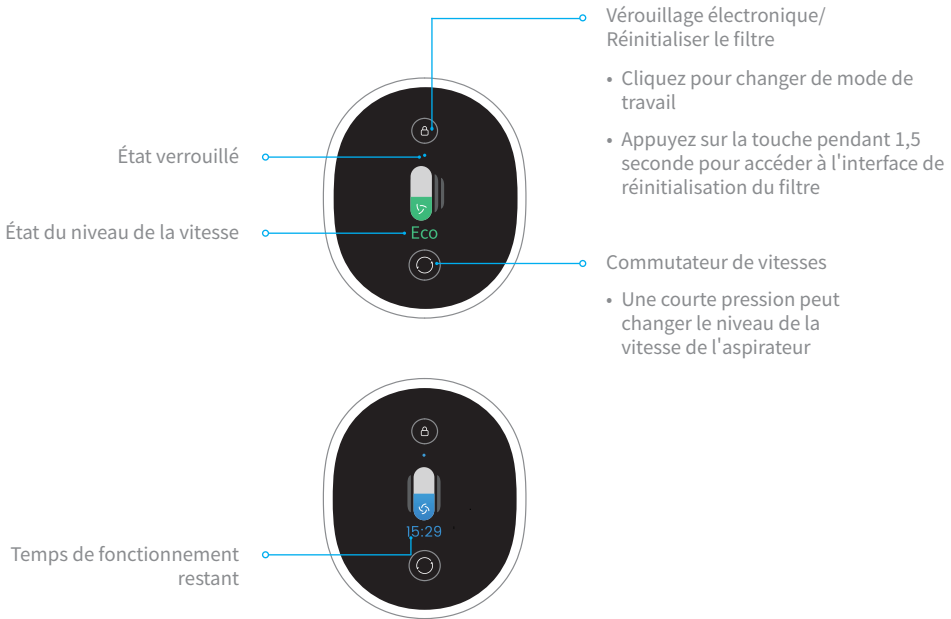 Vérouillage électronique/
Réinitialiser le filtre
• Cliquez pour changer de mode de
travail
• Appuyez sur la touche pendant 1,5
seconde pour accéder à l'interface de
réinitialisation du filtre
État verrouillé
État du niveau de la vitesse
Eco
Commutateur de vitesses
• Une courte pression peut
changer le niveau de la
vitesse de l'aspirateur
15:29
Temps de fonctionnement
restant